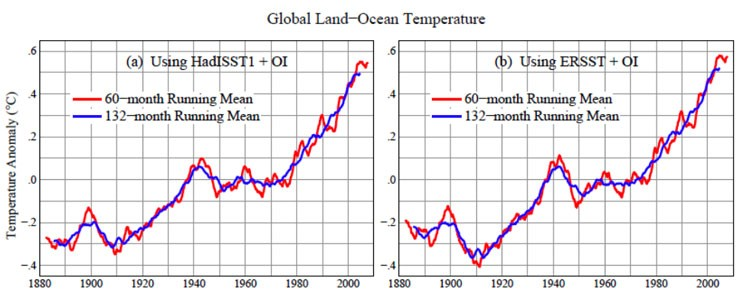 Global Land−Ocean Temperature
(a) Using HadISST1 + OI
60−month Running Mean
132−month Running Mean
Temperature Anomaly (°C)
.6
.4
.2
.0
−.2
−.4
1880 1900 1920 1940 1960 1980 2000
(b) Using ERSST + OI
60−month Running Mean
132−month Running Mean
.6
.4
.2
.0
−.2
−.4
1880 1900 1920 1940 1960 1980 2000